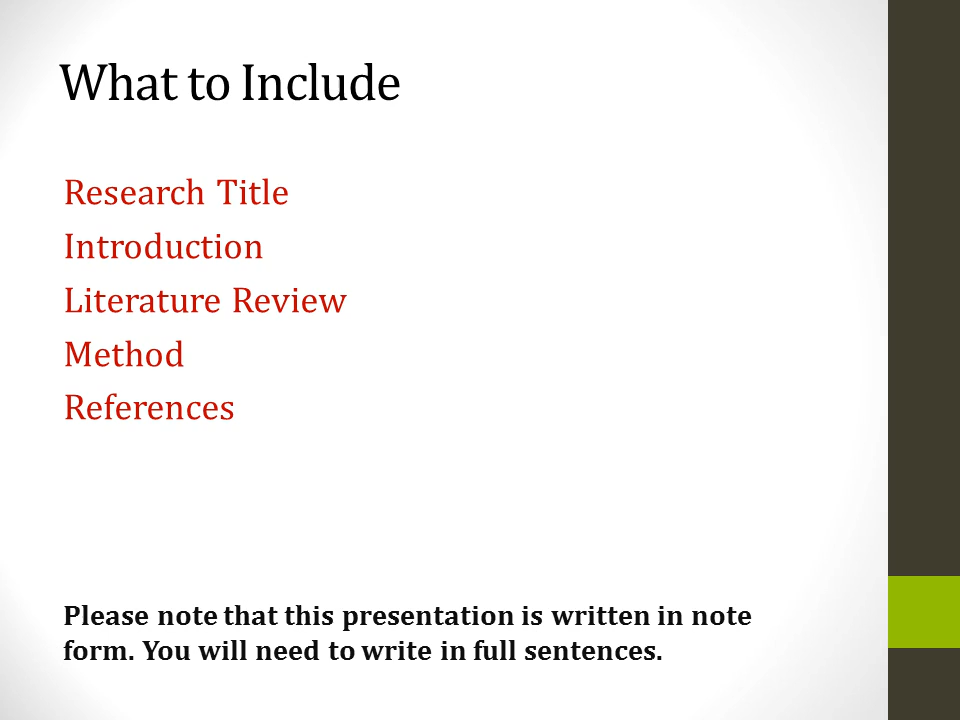 What to Include
Research Title
Introduction
Literature Review
Method
References
Please note that this presentation is written in note
form. You will need to write in full sentences.